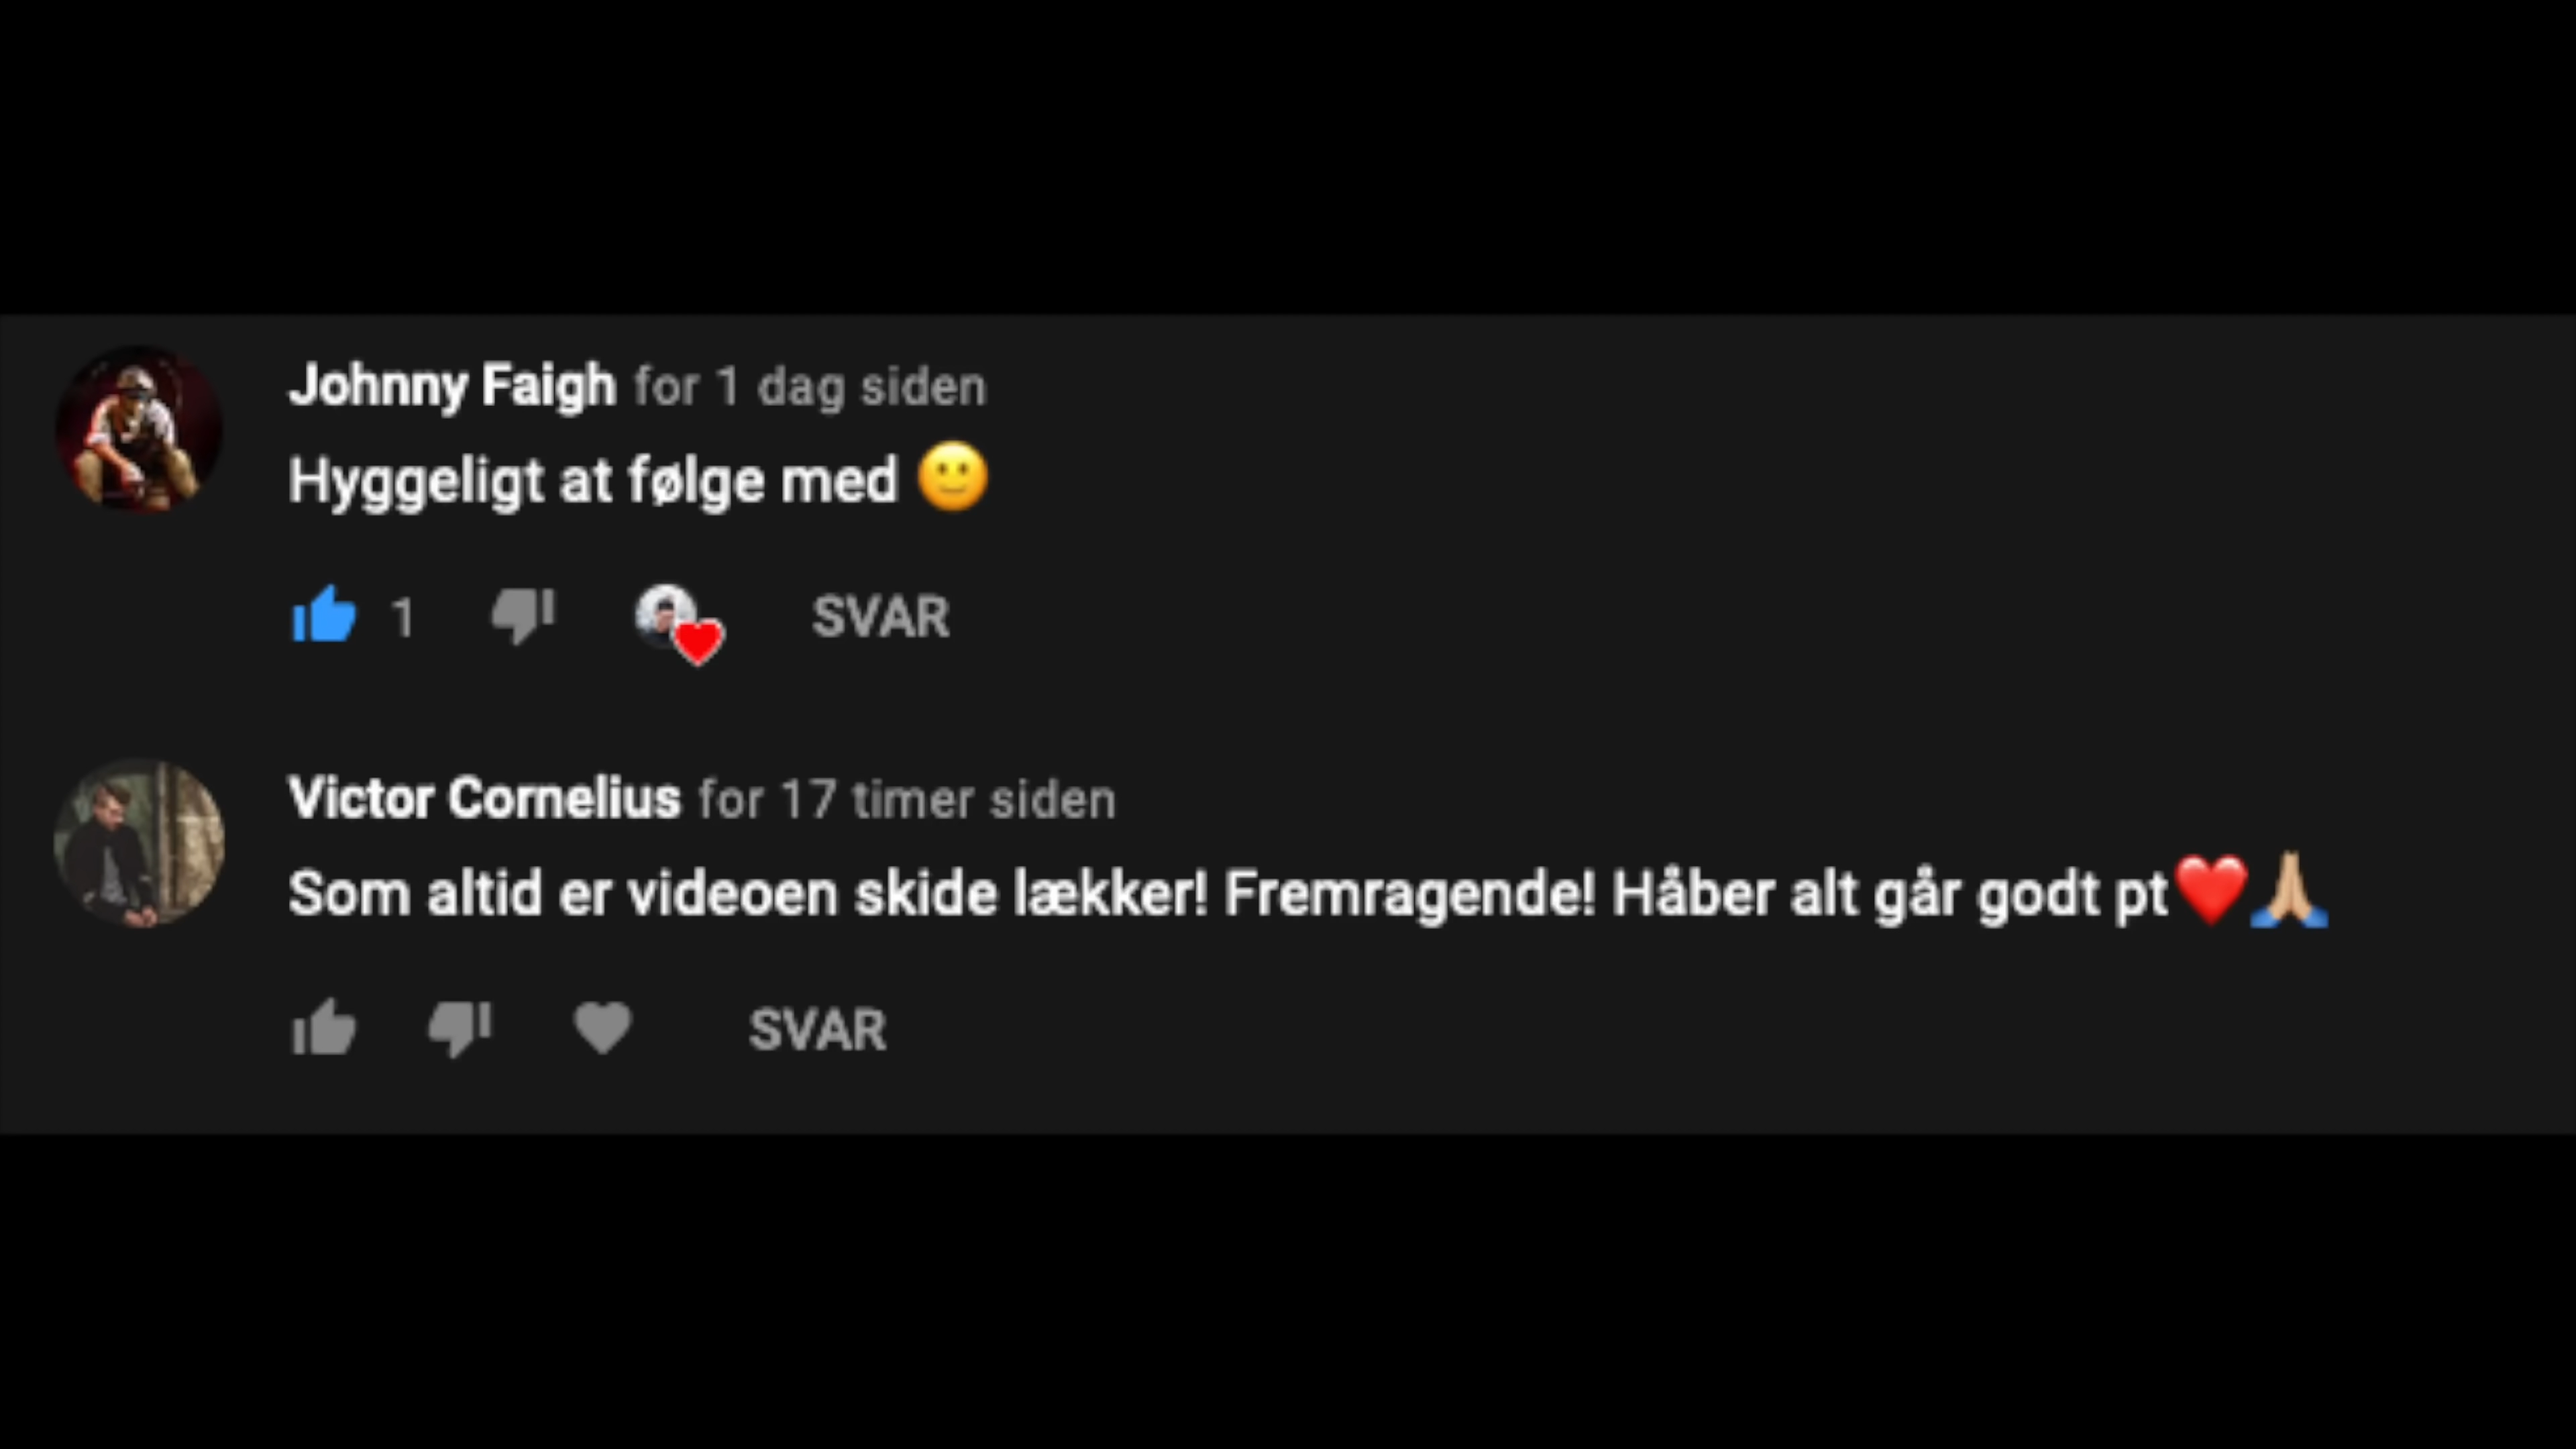 Johnny Faigh for 1 dag siden
Hyggeligt at følge med 🙂
1 SVAR
Victor Cornelius for 17 timer siden
Som altid er videoen skide lækker! Fremragende! Håber alt går godt pt❤️🙏🏼
SVAR